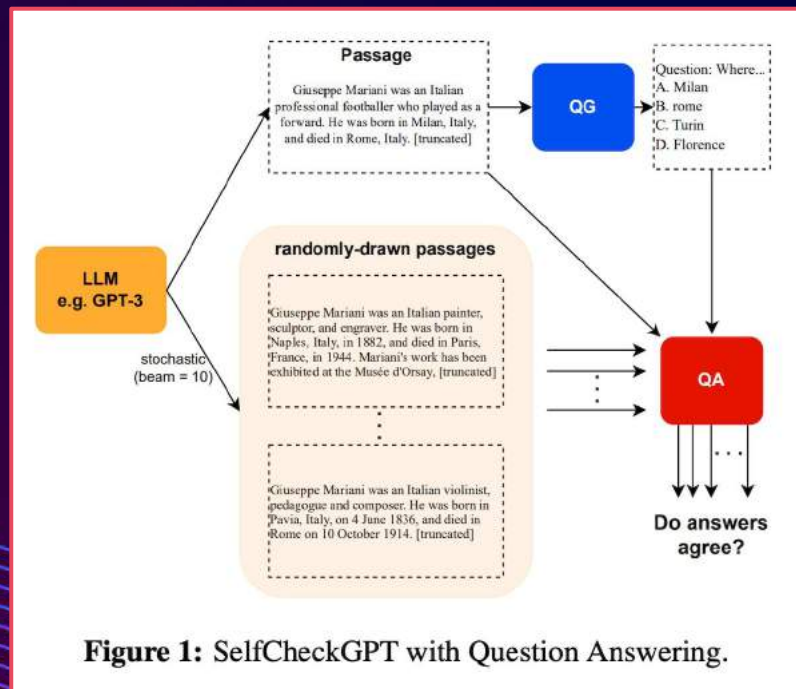 Passage
Giuseppe Mariani was an Italian
professional footballer who played as a
forward. He was born in Milan, Italy,
and died in Rome, Italy. [truncated]
QG
Question: Where...
A. Milan
B. rome
C. Turin
D. Florence
LLM
e.g. GPT-3
stochastic
(beam = 10)
randomly-drawn passages
Giuseppe Mariani was an Italian painter,
sculptor, and engraver. He was born in
Naples, Italy, in 1882, and died in Paris,
France, in 1944. Mariani's work has been
exhibited at the Musée d'Orsay, [truncated]
Giuseppe Mariani was an Italian violinist,
pedagogue and composer. He was born in
Pavia, Italy, on 4 June 1836, and died in
Rome on 10 October 1914. [truncated]
QA
Do answers
agree?
Figure 1: SelfCheckGPT with Question Answering.